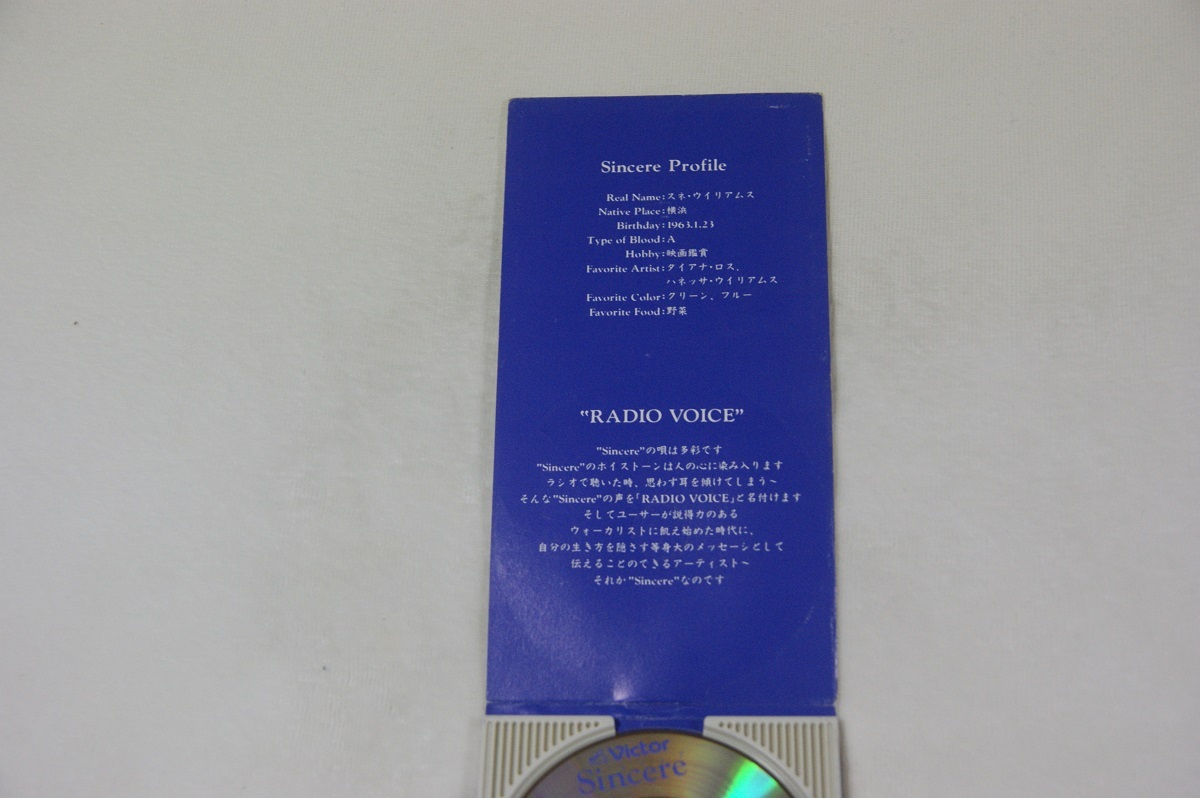 Sincere Profile
Real Name:スネ・ウイリアムス
Native Place:横浜
Birthday:1963.1.23
Type of Blood:A
Hobby:映画鑑賞
Favorite Artist:ダイアナ・ロス、
バネッサ・ウイリアムス
Favorite Color:グリーン、ブルー
Favorite Food:野菜
"RADIO VOICE"
"Sincere"の唄は多彩です
"Sincere"のボイストーンは人の心に染み入ります
ラジオで聴いた時、思わず耳を傾けてしまう~
そんな"Sincere"の声を「RADIO VOICE」と名付けます
そしてユーザーが説得力のある
ヴォーカリストに飢え始めた時代に、
自分の生き方を隠さず等身大のメッセージとして
伝えることのできるアーティスト~
それが"Sincere"なのです
Victor
Sincere